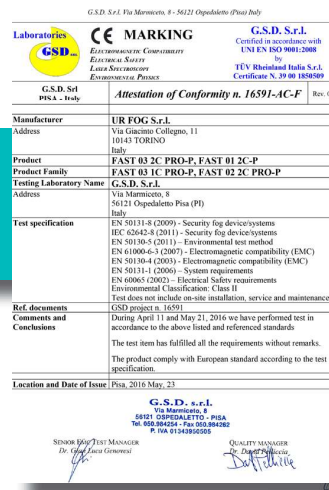 G.S.D. S.r.l. Via Marmiceto, 8 - 56121 Ospedaletto (Pisa) Italy
Laboratories
GSD
CE MARKING
ELECTROMAGNETIC COMPATIBILITY
ELECTRICAL SAFETY
LASER SPECTROSCOPY
ENVIRONMENTAL PHYSICS
G.S.D. S.r.l.
Certified in accordance with
UNI EN ISO 9001:2008
by
TÜV Rheinland Italia S.r.l.
Certificate N. 39 00 1850509
G.S.D. Srl
PISA - Italy
Attestation of Conformity n. 16591-AC-F
Rev.
Manufacturer UR FOG S.r.l.
Address Via Giacinto Collegno, 11
10143 TORINO
Italy
Product FAST 03 2C PRO-P, FAST 01 2C-P
Product Family FAST 03 1C PRO-P, FAST 02 2C PRO-P
Testing Laboratory Name G.S.D. S.r.l.
Address Via Marmiceto, 8
56121 Ospedaletto Pisa (PI)
Italy
Test specification EN 50131-8 (2009) - Security fog device/systems
IEC 62642-8 (2011) - Security fog device/systems
EN 50130-5 (2011) – Environmental test method
EN 61000-6-3 (2007) - Electromagnetic compatibility (EMC)
EN 50130-4 (2003) - Electromagnetic compatibility (EMC)
EN 50131-1 (2006) – System requirements
EN 60065 (2002) – Electrical Safety requirements
Environmental Classification: Class II
Test does not include on-site installation, service and maintenance
Ref. documents GSD project n. 16591
Comments and Conclusions During April 11 and May 21, 2016 we have performed test in
accordance to the above listed and referenced standards
The test item has fulfilled all the requirements without remarks.
The product comply with European standard according to the test
specification.
Location and Date of Issue Pisa, 2016 May, 23
G.S.D. s.r.l.
Via Marmiceto, 8
56121 OSPEDALETTO - PISA
Tel. 050.984254 - Fax 050.984262
P. IVA 01343950505
SENIOR EMC TEST MANAGER
Dr. Gian Luca Genovesi
QUALITY MANAGER
Dr. David Pelliccia